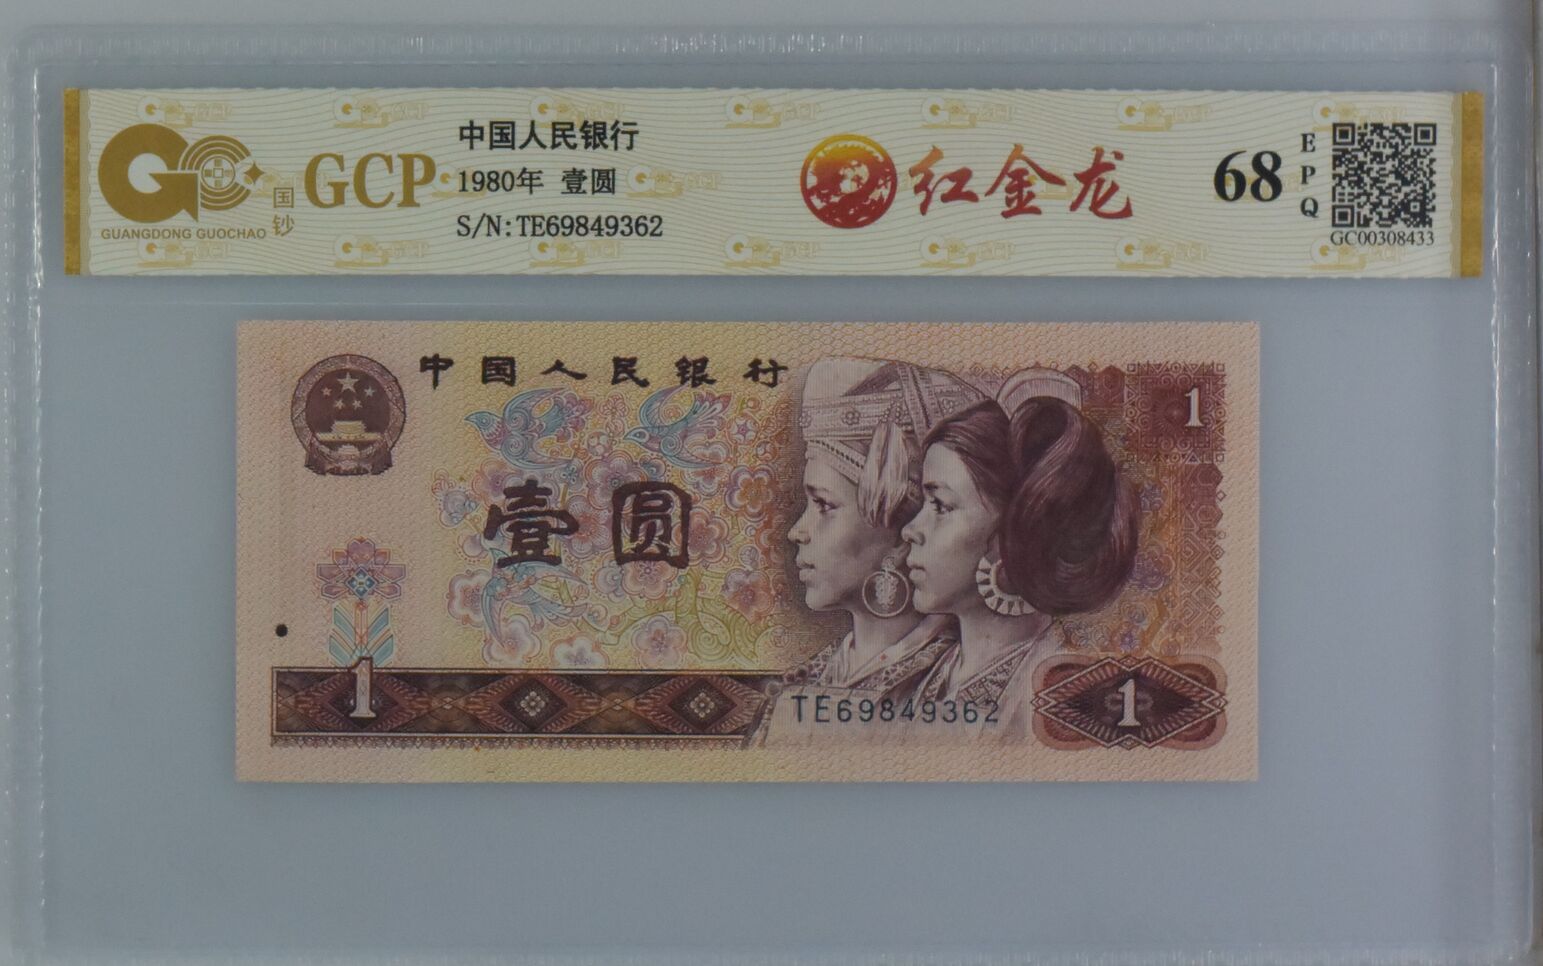 中国人民银行
1980年 壹圆
S/N:TE69849362
GCP
国钞
GUANGDONG GUOCHAO
红金龙
68
EPQ
GC00308433
中国人民银行
1
壹圆
1
TE69849362
1